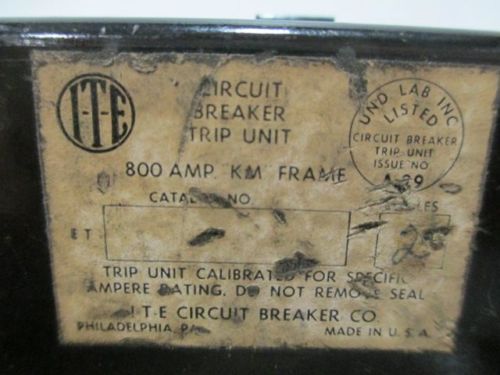 I-T-E
CIRCUIT
BREAKER
TRIP UNIT
UND LAB INC
LISTED
CIRCUIT BREAKER
TRIP UNIT
ISSUE NO.
800 AMP. KM FRAME
NO.
ET
TRIP UNIT CALIBRATED FOR SPECIFIC
AMPERE RATING. DO NOT REMOVE SEAL
I.T.E CIRCUIT BREAKER CO.
PHILADELPHIA, PA.
MADE IN U.S.A.